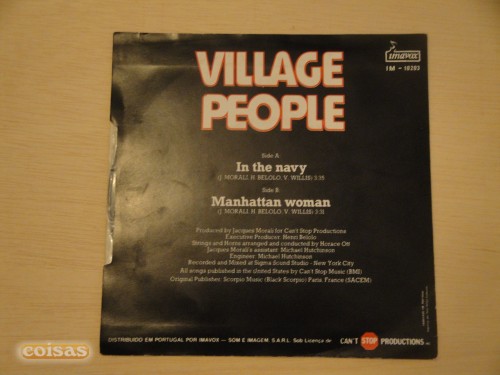 imavox
IM - 10283
VILLAGE
PEOPLE
Side A
In the navy
(J. MORALI, H. BELOLO, V. WILLIS) 3:35
Side B
Manhattan woman
(J. MORALI, H. BELOLO, V. WILLIS) 3:31
Produced by Jacques Morali for Can't Stop Productions
Executive Producer: Henri Belolo
Strings and Horns arranged and conducted by Horace Ott
Jacques Morali's assistant: Michael Hutchinson
Engineer: Michael Hutchinson
Recorded and Mixed at Sigma Sound Studio - New York City
All songs published in the United States by Can't Stop Music (BMI)
Original Publisher: Scorpio Music (Black Scorpio) Paris, France (SACEM)
DISTRIBUIDO EM PORTUGAL POR IMAVOX — SOM E IMAGEM, S.A.R.L. Sub-Licença de
CAN'T STOP PRODUCTIONS
coisas